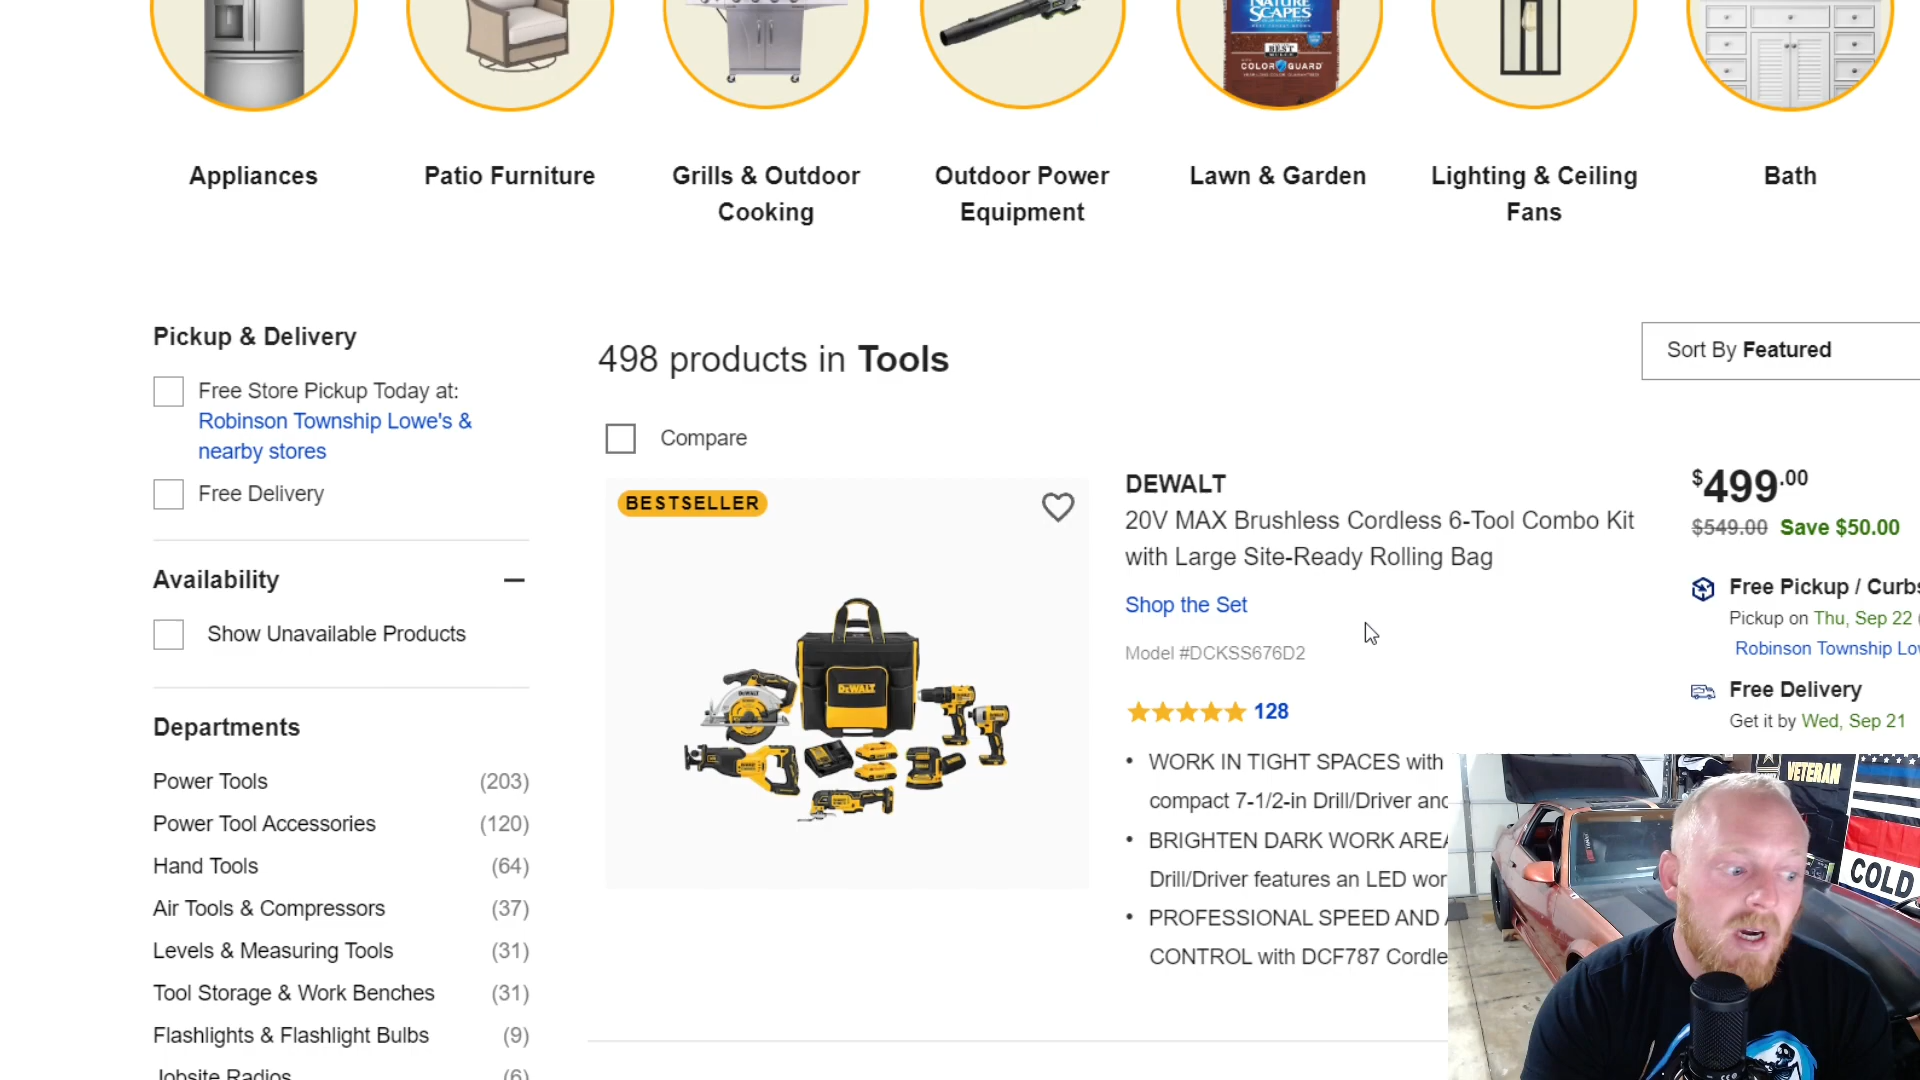 NATURE
SCAPES
BEST
COLOR GUARD
Appliances
Patio Furniture
Grills & Outdoor
Cooking
Outdoor Power
Equipment
Lawn & Garden
Lighting & Ceiling
Fans
Bath
Pickup & Delivery
Free Store Pickup Today at:
Robinson Township Lowe's &
nearby stores
Free Delivery
Availability
Show Unavailable Products
Departments
Power Tools (203)
Power Tool Accessories (120)
Hand Tools (64)
Air Tools & Compressors (37)
Levels & Measuring Tools (31)
Tool Storage & Work Benches (31)
Flashlights & Flashlight Bulbs (9)
Jobsite Radios (6)
498 products in Tools
Sort By Featured
Compare
BESTSELLER
DEWALT
DEWALT
20V MAX Brushless Cordless 6-Tool Combo Kit
with Large Site-Ready Rolling Bag
Shop the Set
Model #DCKSS676D2
128
• WORK IN TIGHT SPACES with
compact 7-1/2-in Drill/Driver and
• BRIGHTEN DARK WORK AREA
Drill/Driver features an LED wor
• PROFESSIONAL SPEED AND
CONTROL with DCF787 Cordle
$499.00
$549.00 Save $50.00
Free Pickup / Curbs
Pickup on Thu, Sep 22 (
Robinson Township Lo
Free Delivery
Get it by Wed, Sep 21
VETERAN
COLD